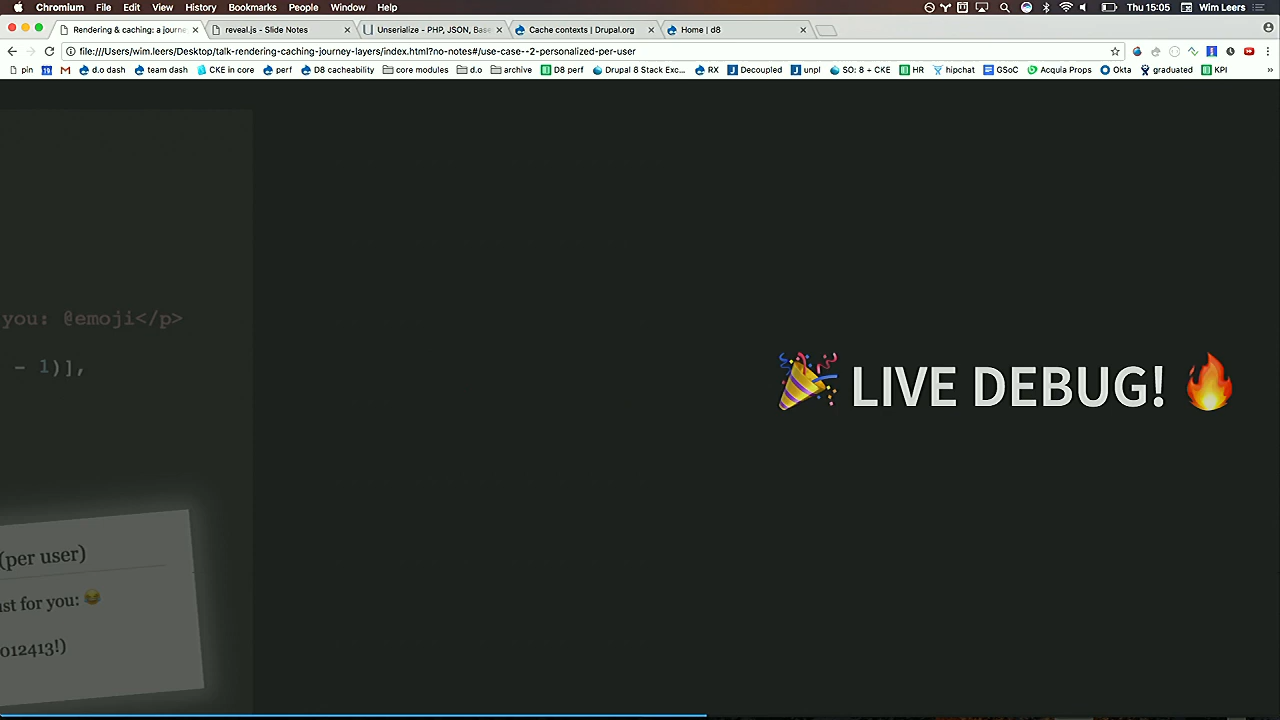 Chromium File Edit View History Bookmarks People Window Help Thu 15:05 Wim Leers
Rendering & caching: a journe
reveal.js - Slide Notes
Unserialize - PHP, JSON, Base
Cache contexts | Drupal.org
Home | d8
file:///Users/wim.leers/Desktop/talk-rendering-caching-journey-layers/index.html?no-notes#/use-case--2-personalized-per-user
pin 19 d.o dash team dash CKE in core perf D8 cacheability core modules d.o archive D8 perf Drupal 8 Stack Exc... RX Decoupled unpl SO: 8 + CKE HR hipchat GSoC Acquia Props Okta graduated KPI »
you: @emoji</p>
- 1)],
🎉 LIVE DEBUG! 🔥
(per user)
ust for you: 😂
012413!)